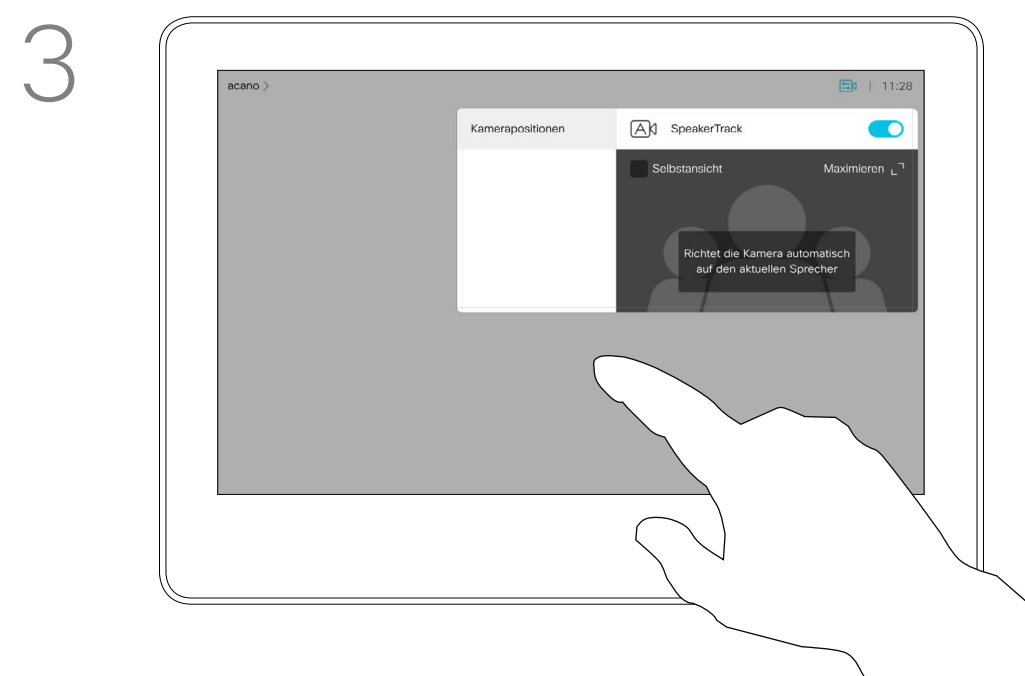 3
acano >
| 11:28
Kamerapositionen
A SpeakerTrack
Selbstansicht
Maximieren
Richtet die Kamera automatisch
auf den aktuellen Sprecher